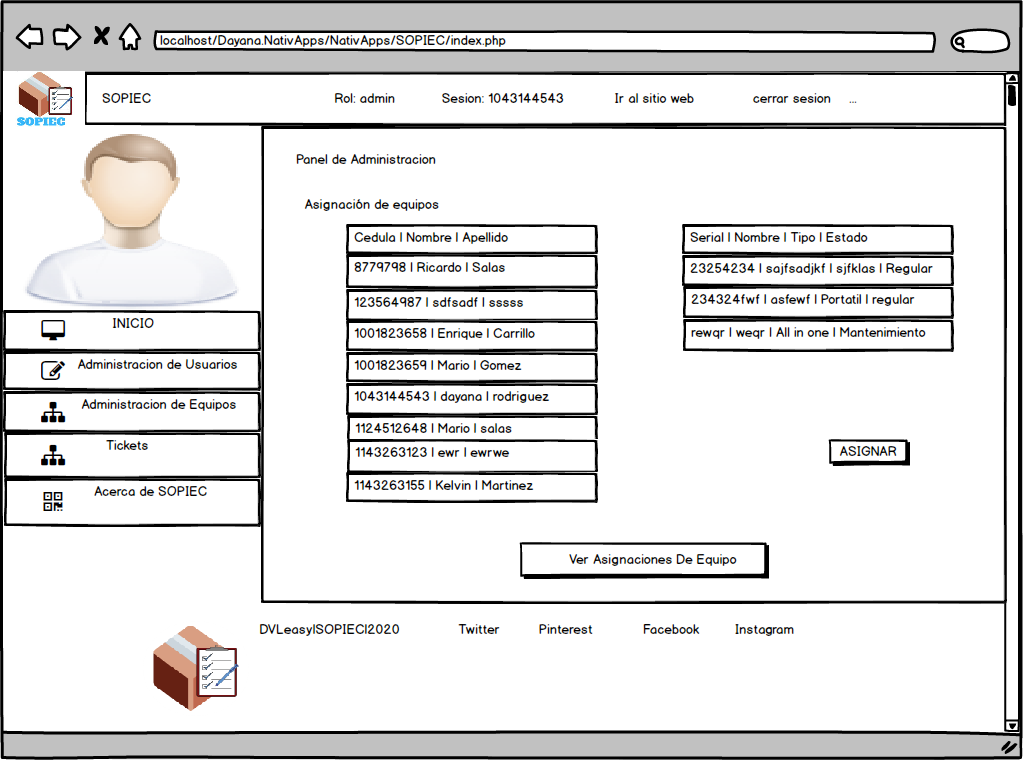 localhost/Dayana.NativApps/NativApps/SOPIEC/index.php
SOPIEC
SOPIEC
Rol: admin
Sesion: 1043144543
Ir al sitio web
cerrar sesion
...
Panel de Administracion
Asignación de equipos
Cedula | Nombre | Apellido
8779798 | Ricardo | Salas
123564987 | sdfsadf | sssss
1001823658 | Enrique | Carrillo
1001823659 | Mario | Gomez
1043144543 | dayana | rodriguez
1124512648 | Mario | salas
1143263123 | ewr | ewrwe
1143263155 | Kelvin | Martinez
Serial | Nombre | Tipo | Estado
23254234 | sajfsadjkf | sjfklas | Regular
234324fwf | asfewf | Portatil | regular
rewqr | weqr | All in one | Mantenimiento
ASIGNAR
Ver Asignaciones De Equipo
INICIO
Administracion de Usuarios
Administracion de Equipos
Tickets
Acerca de SOPIEC
DVLeasy|SOPIEC|2020
Twitter
Pinterest
Facebook
Instagram